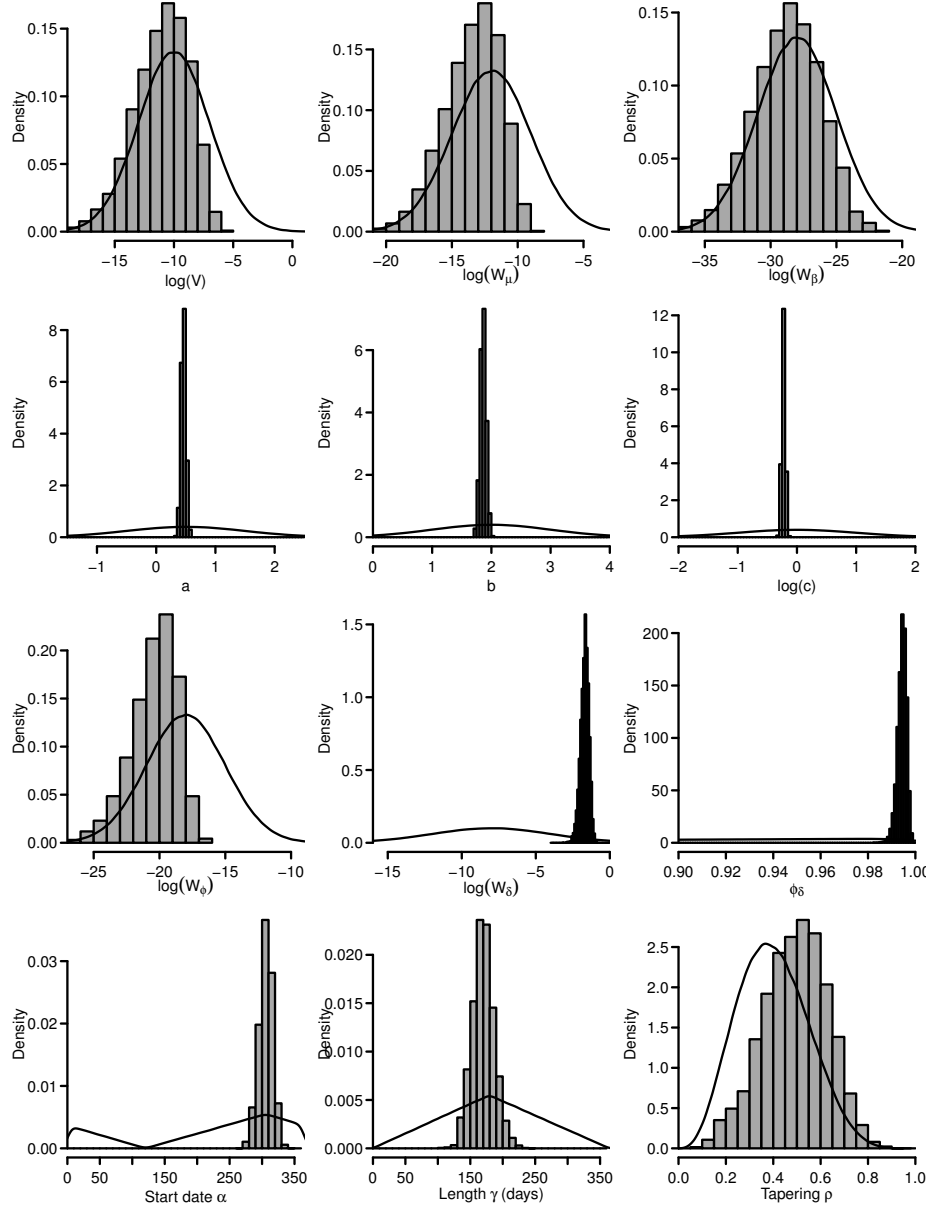 0.15
0.10
0.05
0.00
Density
−15 −10 −5 0
log(V)
0.15
0.10
0.05
0.00
Density
−20 −15 −10 −5
log(Wμ)
0.15
0.10
0.05
0.00
Density
−35 −30 −25 −20
log(Wβ)
8
6
4
2
0
Density
−1 0 1 2
a
6
4
2
0
Density
0 1 2 3 4
b
12
10
8
6
4
2
0
Density
−2 −1 0 1 2
log(c)
0.20
0.15
0.10
0.05
0.00
Density
−25 −20 −15 −10
log(Wϕ)
1.5
1.0
0.5
0.0
Density
−15 −10 −5 0
log(Wδ)
200
150
100
50
0
Density
0.90 0.92 0.94 0.96 0.98 1.00
ϕδ
0.03
0.02
0.01
0.00
Density
0 50 150 250 350
Start date α
0.020
0.015
0.010
0.005
0.000
Density
0 50 150 250 350
Length γ (days)
2.5
2.0
1.5
1.0
0.5
0.0
Density
0.0 0.2 0.4 0.6 0.8 1.0
Tapering ρ